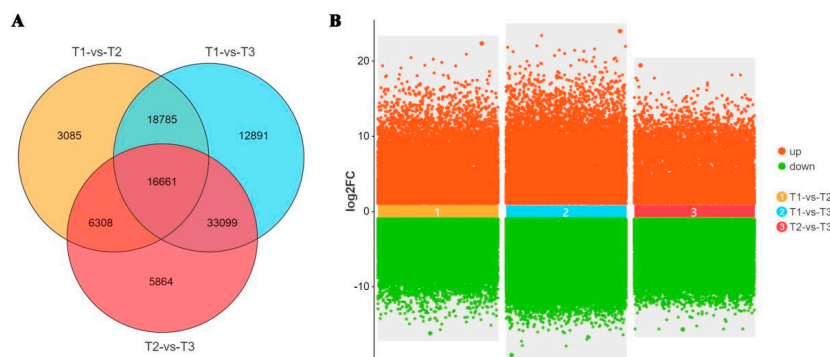 A
T1-vs-T2
T1-vs-T3
3085
18785
12891
16661
6308
33099
5864
T2-vs-T3
B
log2FC
20
10
0
-10
1
2
3
up
down
1 T1-vs-T2
2 T1-vs-T3
3 T2-vs-T3